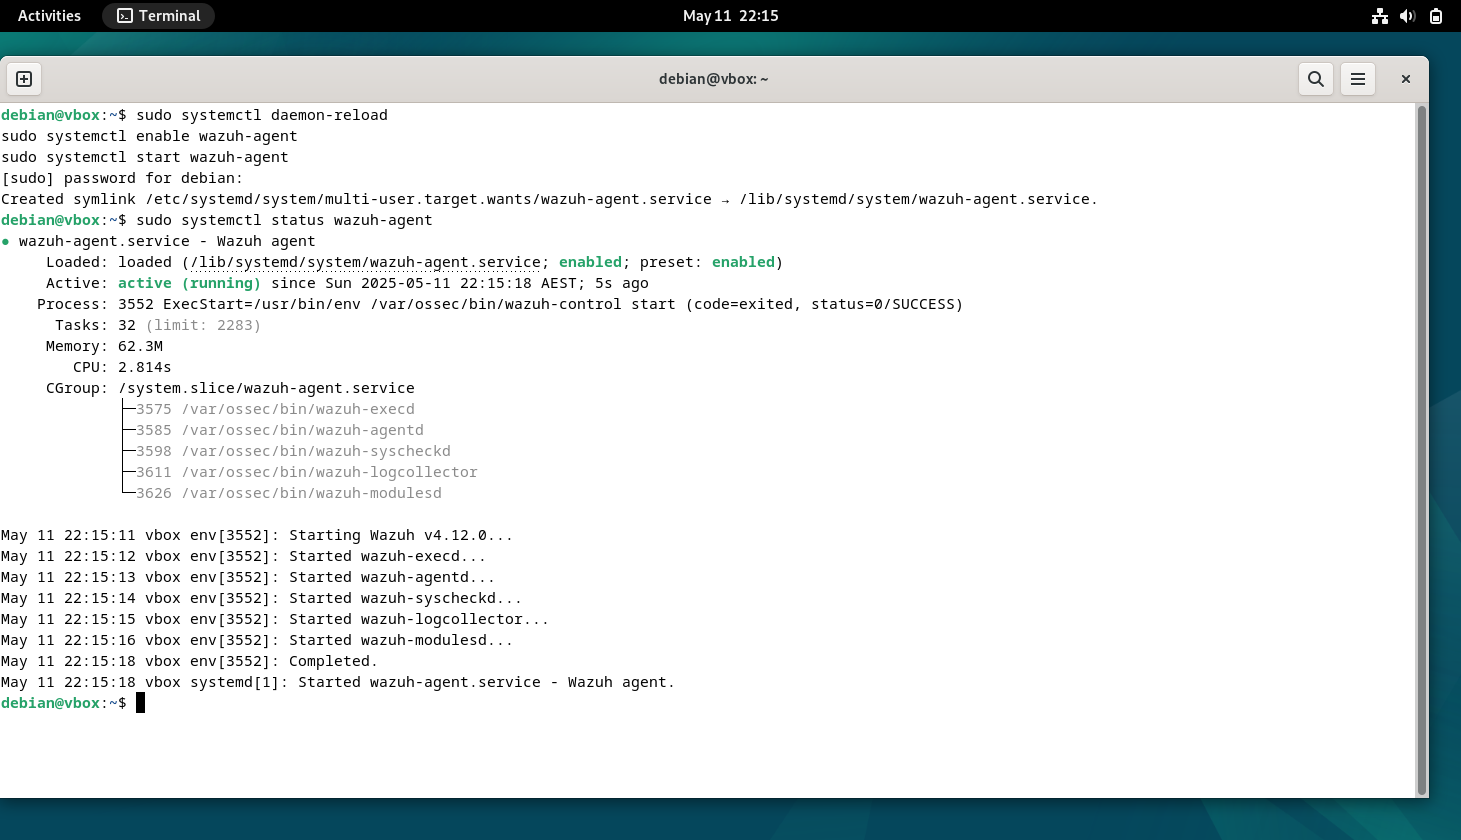 Activities
Terminal
May 11 22:15
debian@vbox: ~
debian@vbox:~$ sudo systemctl daemon-reload
sudo systemctl enable wazuh-agent
sudo systemctl start wazuh-agent
[sudo] password for debian:
Created symlink /etc/systemd/system/multi-user.target.wants/wazuh-agent.service → /lib/systemd/system/wazuh-agent.service.
debian@vbox:~$ sudo systemctl status wazuh-agent
● wazuh-agent.service - Wazuh agent
     Loaded: loaded (/lib/systemd/system/wazuh-agent.service; enabled; preset: enabled)
     Active: active (running) since Sun 2025-05-11 22:15:18 AEST; 5s ago
    Process: 3552 ExecStart=/usr/bin/env /var/ossec/bin/wazuh-control start (code=exited, status=0/SUCCESS)
      Tasks: 32 (limit: 2283)
     Memory: 62.3M
        CPU: 2.814s
     CGroup: /system.slice/wazuh-agent.service
             ├─3575 /var/ossec/bin/wazuh-execd
             ├─3585 /var/ossec/bin/wazuh-agentd
             ├─3598 /var/ossec/bin/wazuh-syscheckd
             ├─3611 /var/ossec/bin/wazuh-logcollector
             └─3626 /var/ossec/bin/wazuh-modulesd
May 11 22:15:11 vbox env[3552]: Starting Wazuh v4.12.0...
May 11 22:15:12 vbox env[3552]: Started wazuh-execd...
May 11 22:15:13 vbox env[3552]: Started wazuh-agentd...
May 11 22:15:14 vbox env[3552]: Started wazuh-syscheckd...
May 11 22:15:15 vbox env[3552]: Started wazuh-logcollector...
May 11 22:15:16 vbox env[3552]: Started wazuh-modulesd...
May 11 22:15:18 vbox env[3552]: Completed.
May 11 22:15:18 vbox systemd[1]: Started wazuh-agent.service - Wazuh agent.
debian@vbox:~$